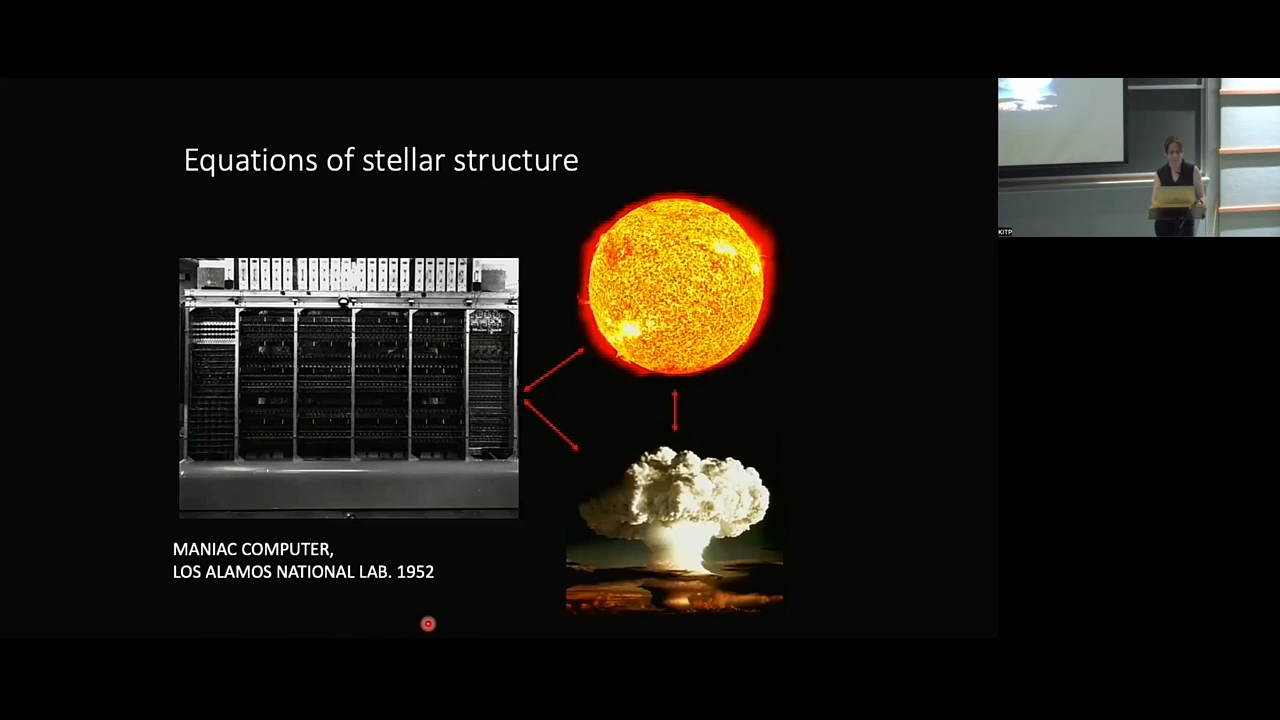 Equations of stellar structure
MANIAC COMPUTER,
LOS ALAMOS NATIONAL LAB. 1952
KITP